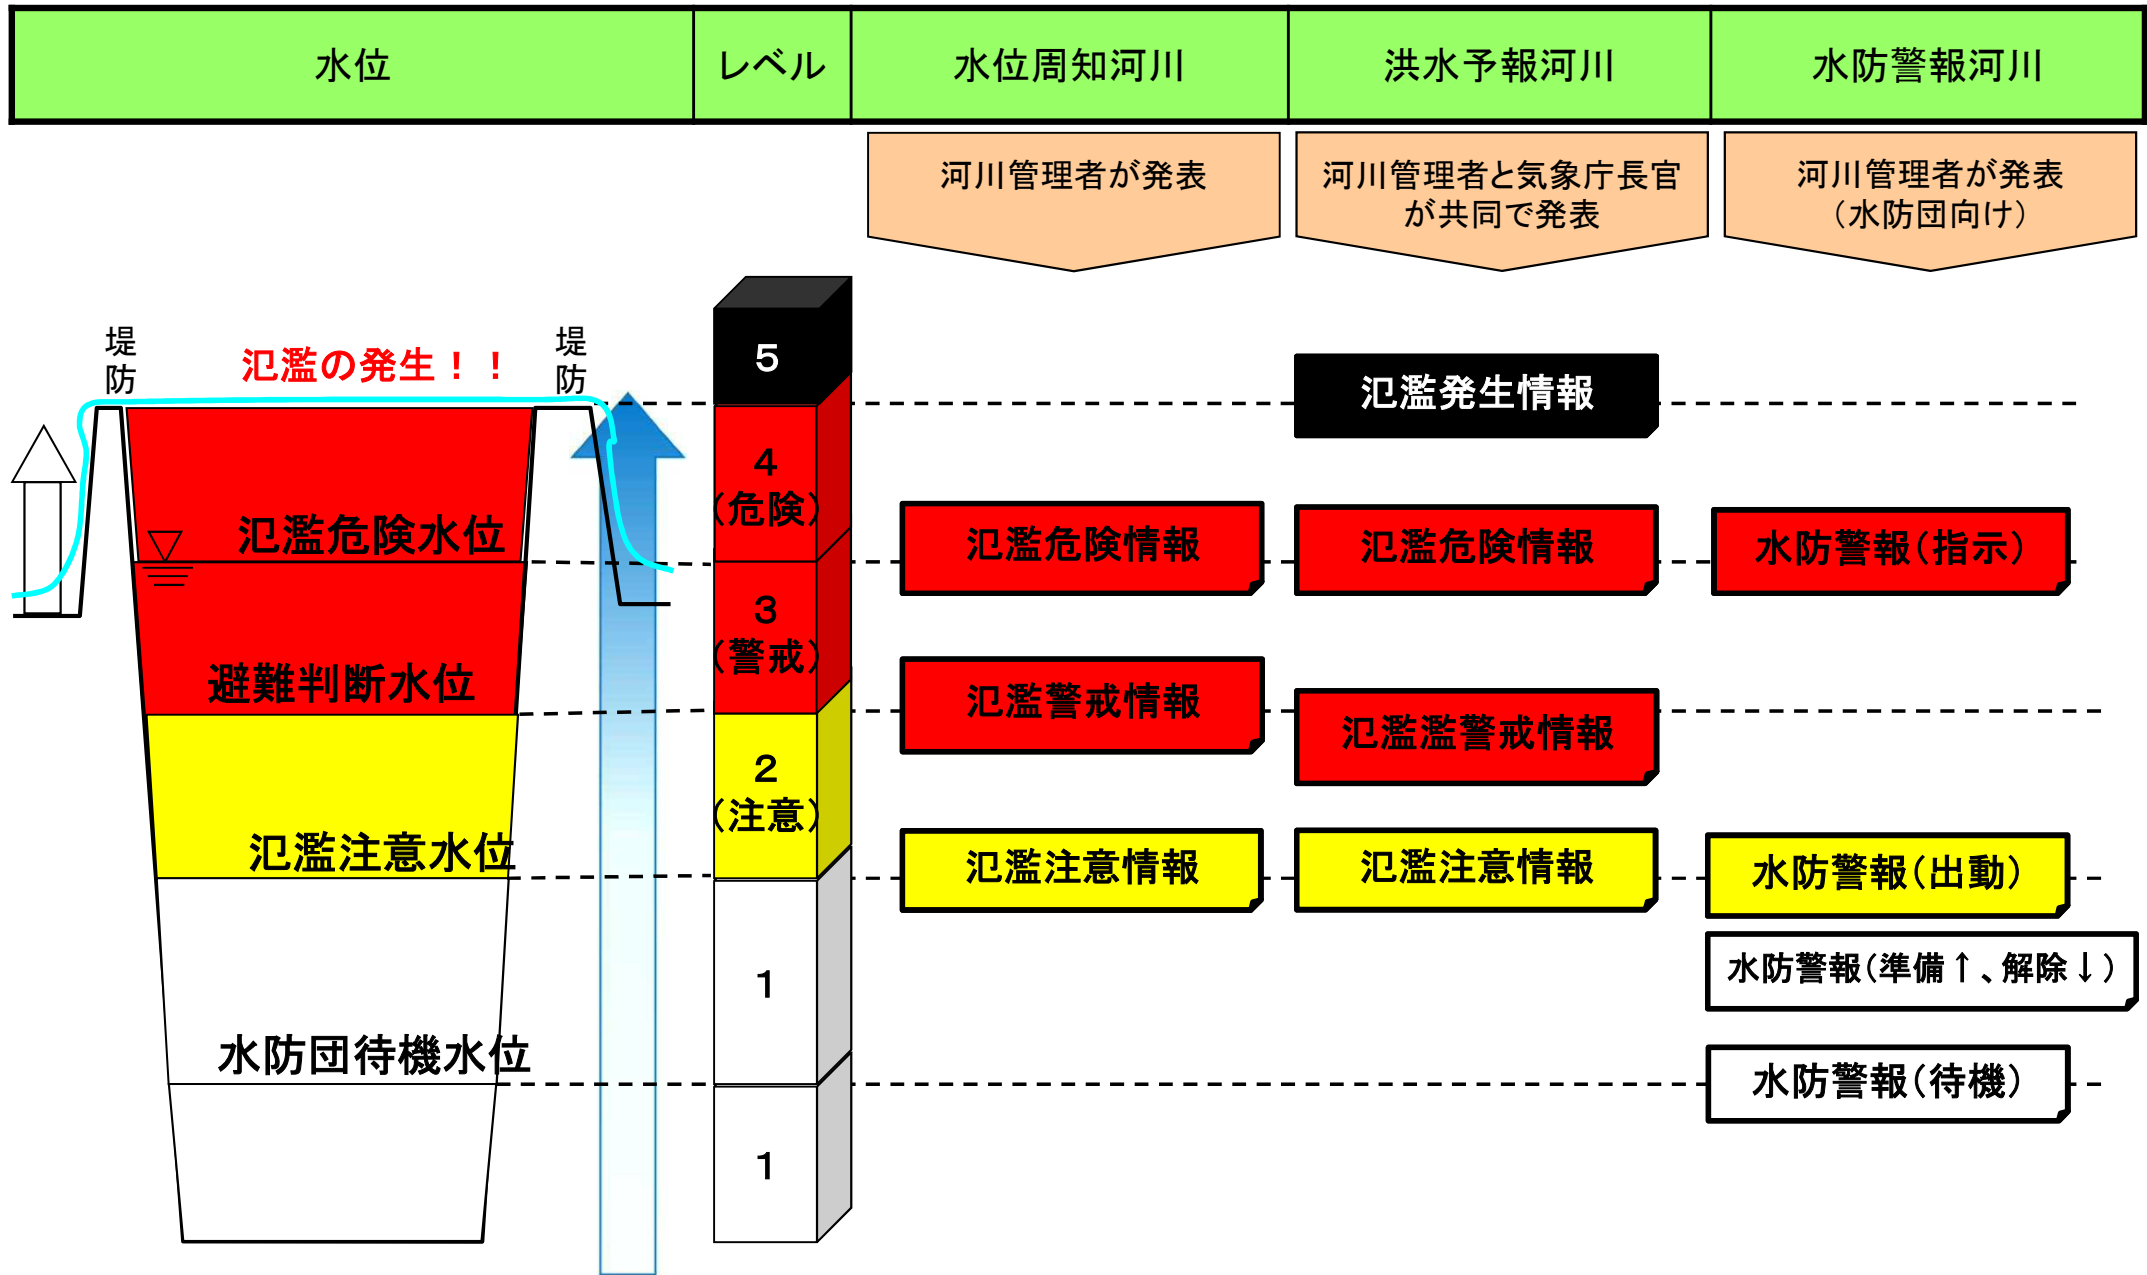 水位
レベル
水位周知河川
洪水予報河川
水防警報河川
河川管理者が発表
河川管理者と気象庁長官
が共同で発表
河川管理者が発表
（水防団向け）
堤
防
氾濫の発生！！
堤
防
5
氾濫発生情報
4
（危険）
氾濫危険水位
氾濫危険情報
氾濫危険情報
水防警報（指示）
3
（警戒）
避難判断水位
氾濫警戒情報
氾濫濫警戒情報
2
（注意）
氾濫注意水位
氾濫注意情報
氾濫注意情報
水防警報（出動）
水防警報（準備↑、解除↓）
1
水防団待機水位
水防警報（待機）
1